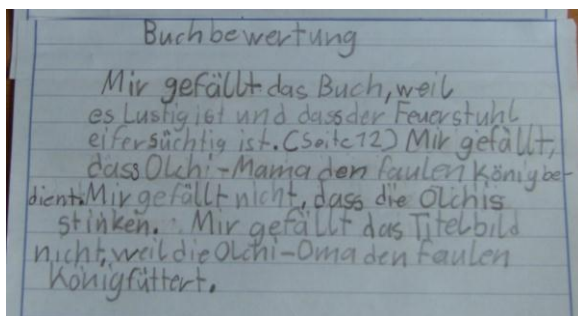 Buchbewertung
Mir gefällt das Buch, weil
es Lustig ist und dass der Feuerstuhl
eifersüchtig ist. (Seite 12) Mir gefällt,
dass Olchi-Mama den faulen König be-
dient. Mir gefällt nicht, dass die Olchis
stinken. Mir gefällt das Titelbild
nicht, weil die Olchi-Oma den faulen
König füttert.